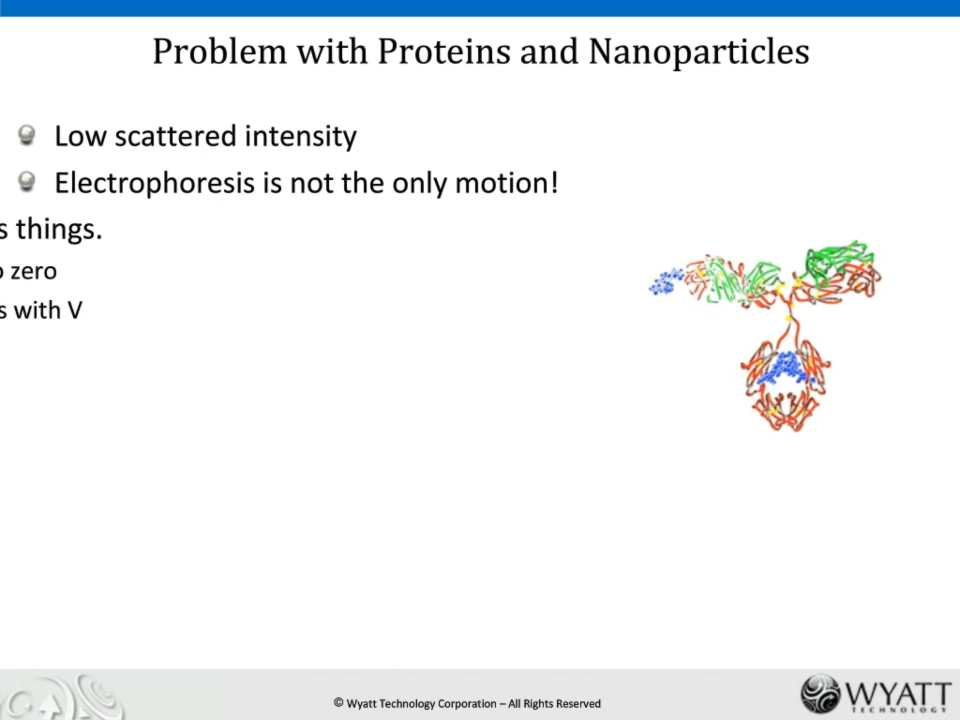 Problem with Proteins and Nanoparticles
Low scattered intensity
Electrophoresis is not the only motion!
s things.
zero
s with V
© Wyatt Technology Corporation – All Rights Reserved
WYATT
TECHNOLOGY